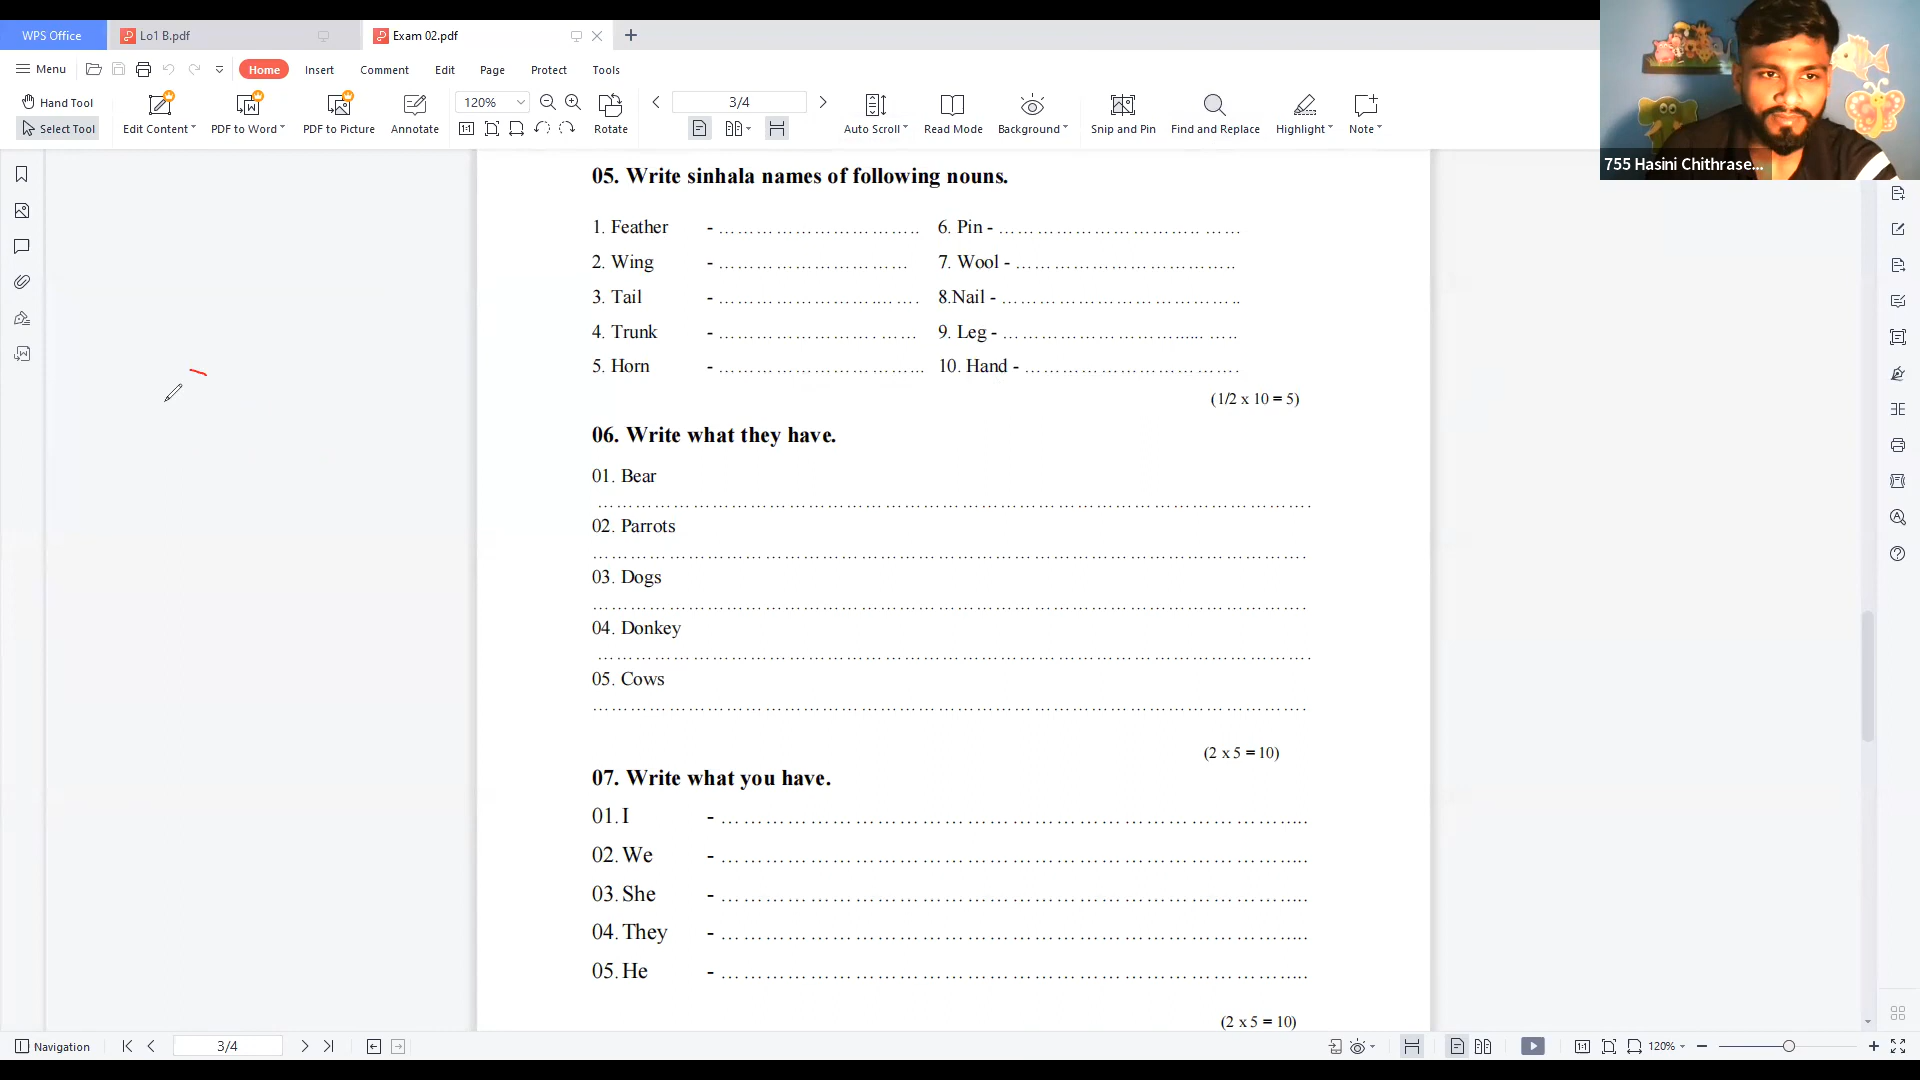 WPS Office
Lo1 B.pdf
Exam 02.pdf
Menu
Home
Insert
Comment
Edit
Page
Protect
Tools
Hand Tool
Select Tool
Edit Content
PDF to Word
PDF to Picture
Annotate
120%
Rotate
3/4
Auto Scroll
Read Mode
Background
Snip and Pin
Find and Replace
Highlight
Note
755 Hasini Chithrase...
05. Write sinhala names of following nouns.
1. Feather - ………………………….. 6. Pin - ………………………….. ……
2. Wing - ………………………… 7. Wool - ……………………………..
3. Tail - ……………………..… …. 8.Nail - ………………………………..
4. Trunk - ……………………. …… 9. Leg - ………………………...... …..
5. Horn - …………………………... 10. Hand - …………………………….
(1/2 x 10 = 5)
06. Write what they have.
01. Bear
…………………………………………………………………………………………………….
02. Parrots
…………………………………………………………………………………………………….
03. Dogs
…………………………………………………………………………………………………….
04. Donkey
…………………………………………………………………………………………………….
05. Cows
…………………………………………………………………………………………………….
(2 x 5 = 10)
07. Write what you have.
01. I - …………………………………………………………………………..
02. We - …………………………………………………………………………..
03. She - …………………………………………………………………………..
04. They - …………………………………………………………………………..
05. He - …………………………………………………………………………..
(2 x 5 = 10)
Navigation
3/4
120%